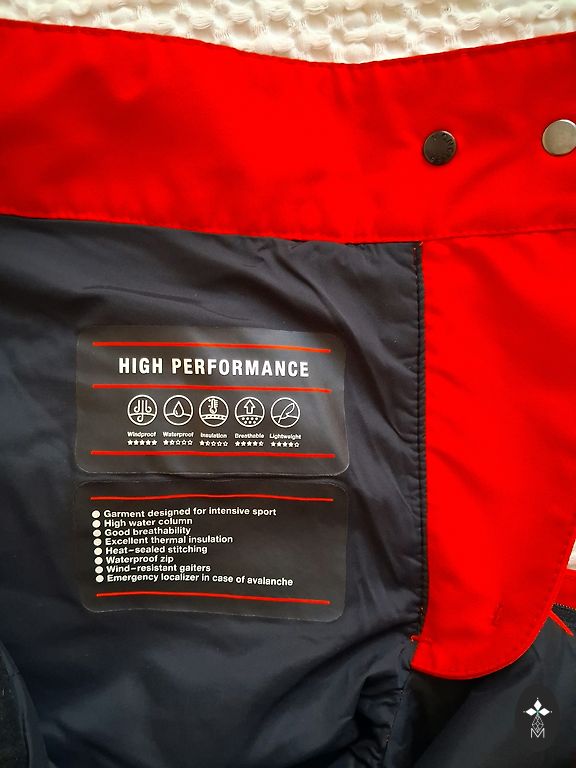 HIGH PERFORMANCE
Windproof Waterproof Insulation Breathable Lightweight
Garment designed for intensive sport
High water column
Good breathability
Excellent thermal insulation
Heat-sealed stitching
Waterproof zip
Wind-resistant gaiters
Emergency localizer in case of avalanche
M